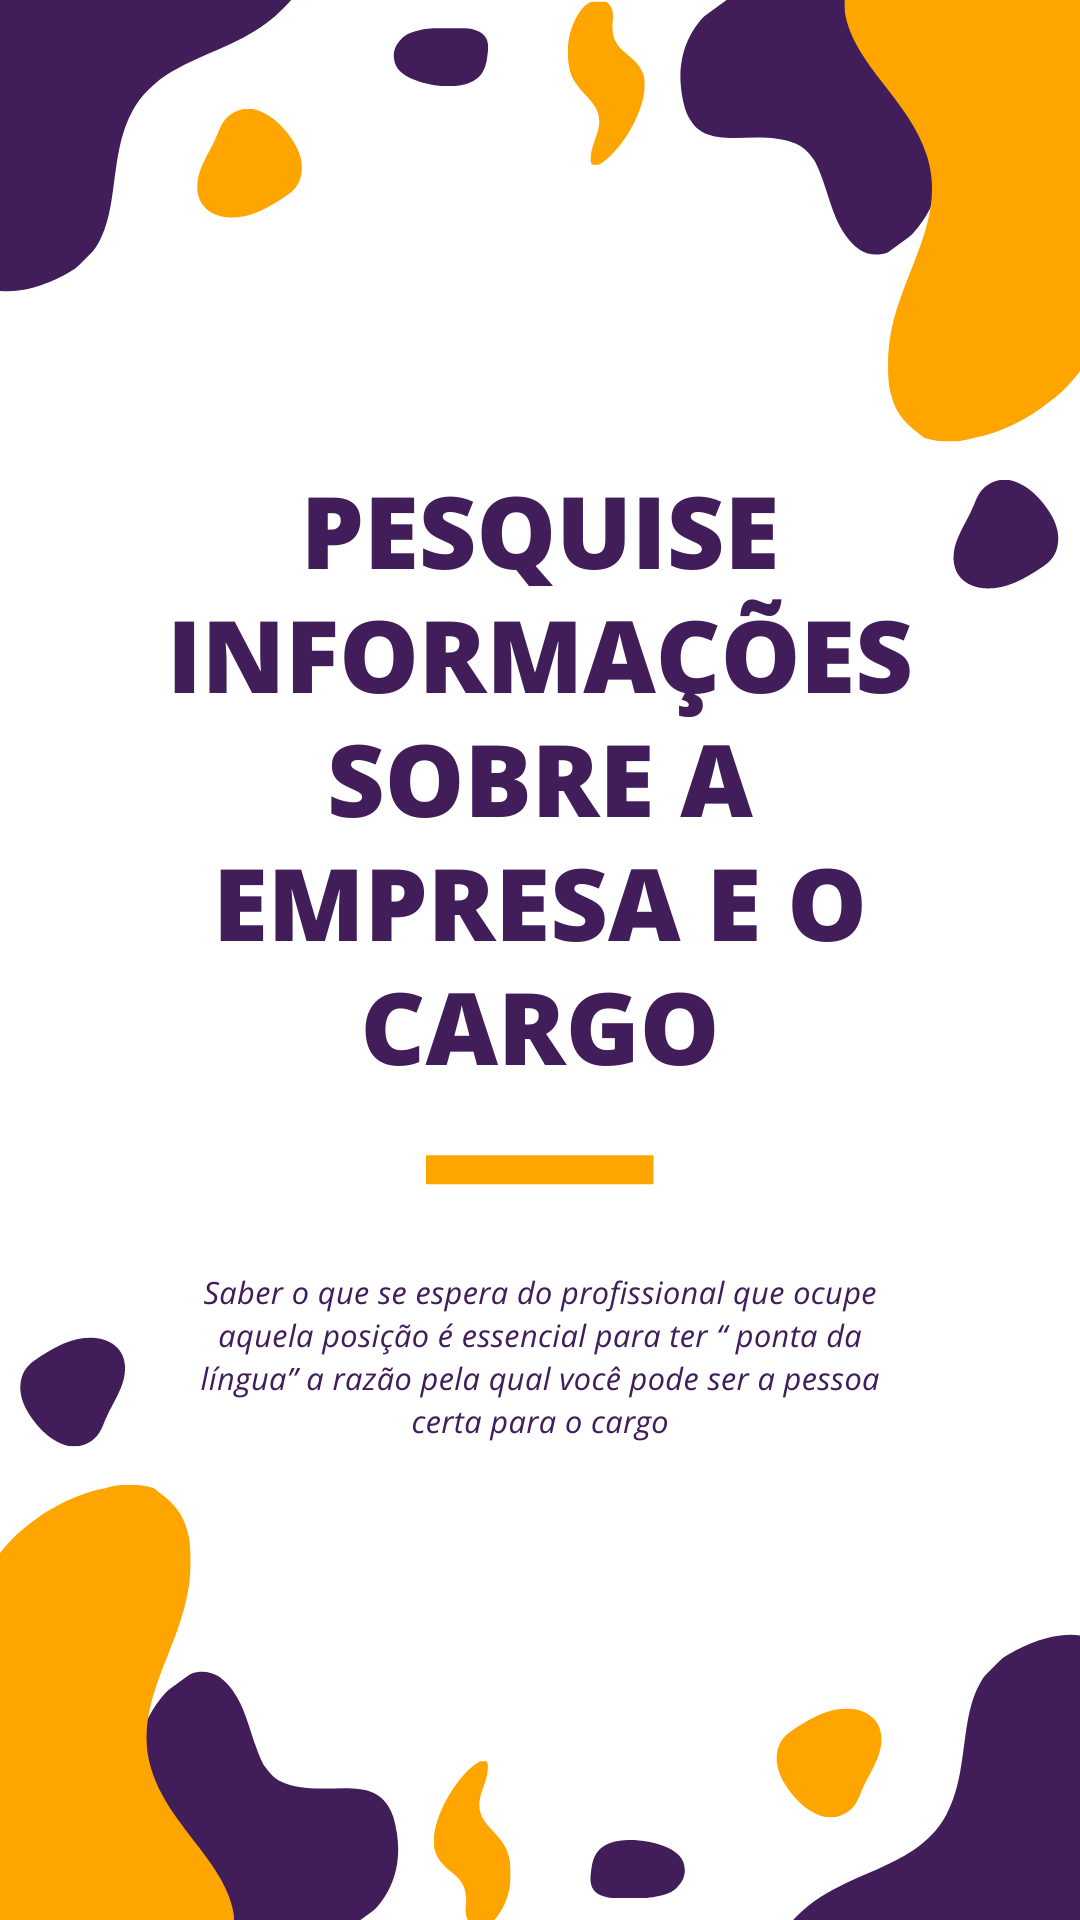 PESQUISE
INFORMAÇÕES
SOBRE A
EMPRESA E O
CARGO
Saber o que se espera do profissional que ocupe
aquela posição é essencial para ter “ ponta da
língua” a razão pela qual você pode ser a pessoa
certa para o cargo